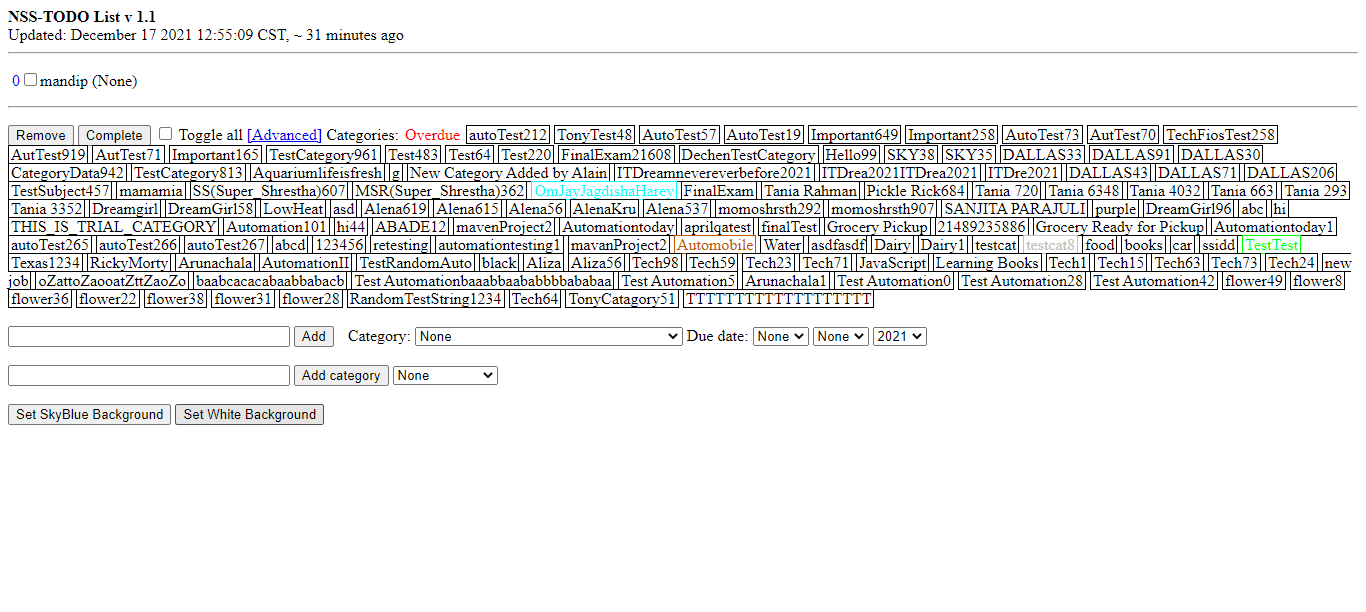 NSS-TODO List v 1.1
Updated: December 17 2021 12:55:09 CST, ~ 31 minutes ago
0 mandip (None)
Remove Complete Toggle all [Advanced] Categories: Overdue autoTest212 TonyTest48 AutoTest57 AutoTest19 Important649 Important258 AutoTest73 AutTest70 TechFiosTest258
AutTest919 AutTest71 Important165 TestCategory961 Test483 Test64 Test220 FinalExam21608 DechenTestCategory Hello99 SKY38 SKY35 DALLAS33 DALLAS91 DALLAS30
CategoryData942 TestCategory813 Aquariumlifeisfresh g New Category Added by Alain ITDreamnevereverbefore2021 ITDrea2021ITDrea2021 ITDre2021 DALLAS43 DALLAS71 DALLAS206
TestSubject457 mamamia SS(Super_Shrestha)607 MSR(Super_Shrestha)362 OmJayJagdishaHarey FinalExam Tania Rahman Pickle Rick684 Tania 720 Tania 6348 Tania 4032 Tania 663 Tania 293
Tania 3352 Dreamgirl DreamGirl58 LowHeat asd Alena619 Alena615 Alena56 AlenaKru Alena537 momoshrsth292 momoshrsth907 SANJITA PARAJULI purple DreamGirl96 abc hi
THIS_IS_TRIAL_CATEGORY Automation101 hi44 ABADE12 mavenProject2 Automationtoday aprilqatest finalTest Grocery Pickup 21489235886 Grocery Ready for Pickup Automationtoday1
autoTest265 autoTest266 autoTest267 abcd 123456 retesting automationtesting1 mavanProject2 Automobile Water asdfasdf Dairy Dairy1 testcat testcat8 food books car ssidd TestTest
Texas1234 RickyMorty Arunachala AutomationII TestRandomAuto black Aliza Aliza56 Tech98 Tech59 Tech23 Tech71 JavaScript Learning Books Tech1 Tech15 Tech63 Tech73 Tech24 new
job oZattoZaooatZttZaoZo baabcacacabaabbabacb Test Automationbaaabbaababbbbababaa Test Automation5 Arunachala1 Test Automation0 Test Automation28 Test Automation42 flower49 flower8
flower36 flower22 flower38 flower31 flower28 RandomTestString1234 Tech64 TonyCatagory51 TTTTTTTTTTTTTTTTTTT
Add Category: None Due date: None None 2021
Add category None
Set SkyBlue Background Set White Background